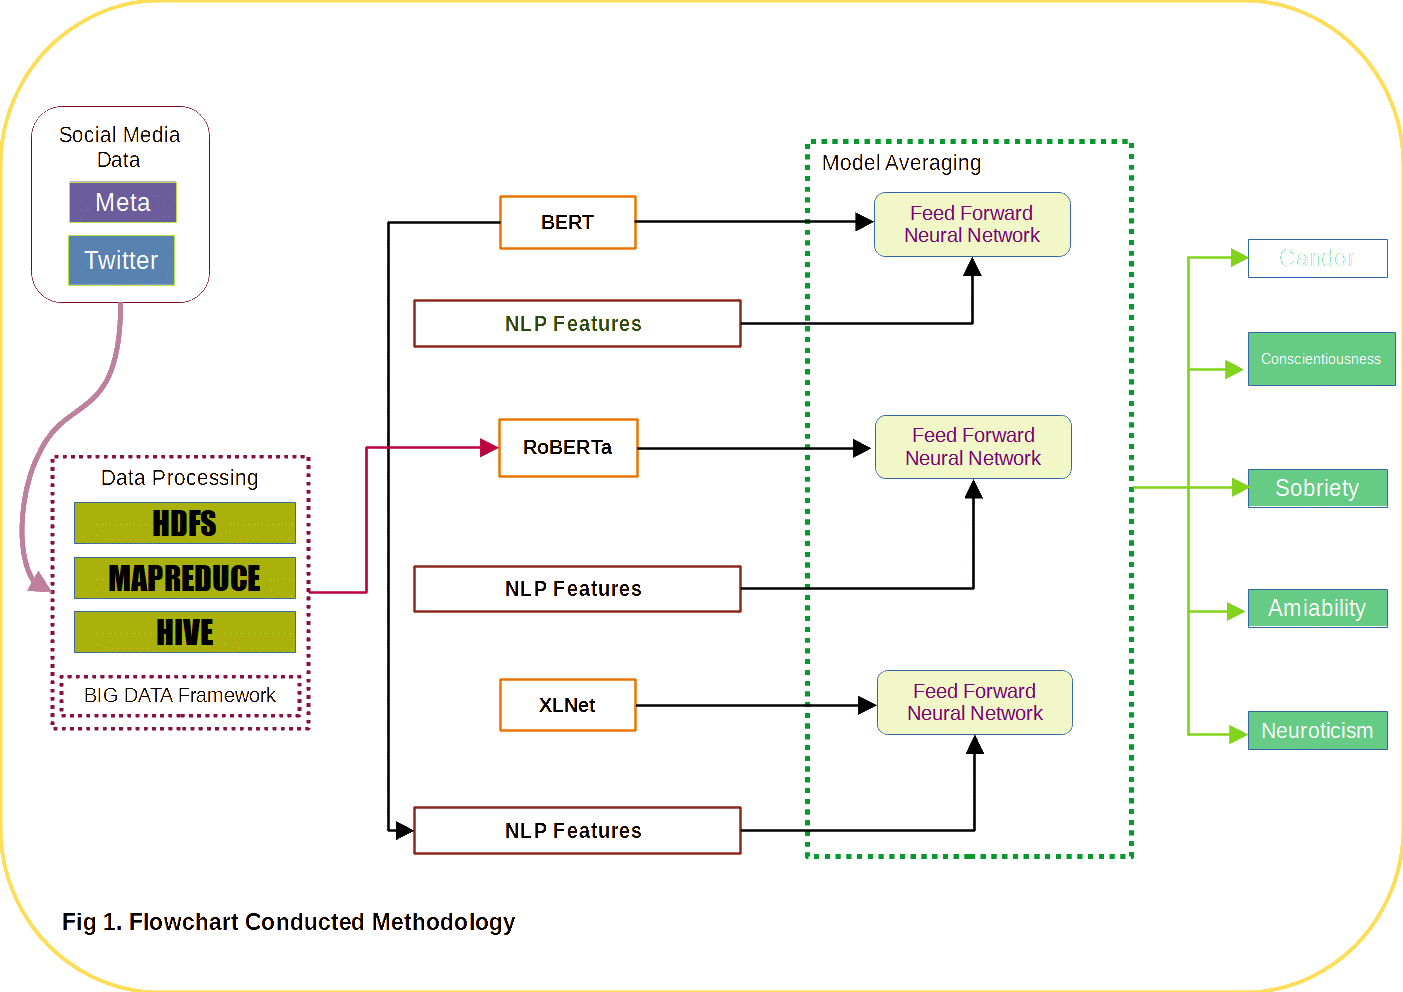 Social Media
Data
Meta
Twitter
Data Processing
HDFS
MAPREDUCE
HIVE
BIG DATA Framework
BERT
NLP Features
RoBERTa
NLP Features
XLNet
NLP Features
Model Averaging
Feed Forward
Neural Network
Feed Forward
Neural Network
Feed Forward
Neural Network
Candor
Conscientiousness
Sobriety
Amiability
Neuroticism
Fig 1. Flowchart Conducted Methodology